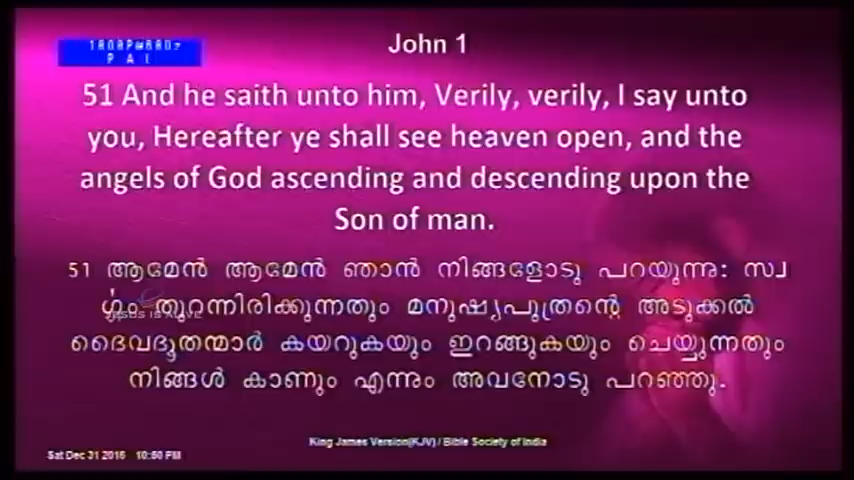 John 1
P A L
51 And he saith unto him, Verily, verily, I say unto
you, Hereafter ye shall see heaven open, and the
angels of God ascending and descending upon the
Son of man.
51 ആമേൻ ആമേൻ ഞാൻ നിങ്ങളോടു പറയുന്നു: സ്വ
ർഗ്ഗം തുറന്നിരിക്കുന്നതും മനുഷ്യപുത്രന്റെ അടുക്കൽ
JESUS IS ALIVE
ദൈവദൂതന്മാർ കയറുകയും ഇറങ്ങുകയും ചെയ്യുന്നതും
നിങ്ങൾ കാണും എന്നും അവനോടു പറഞ്ഞു.
King James Version(KJV) / Bible Society of India
Sat Dec 31 2016 10:50 PM